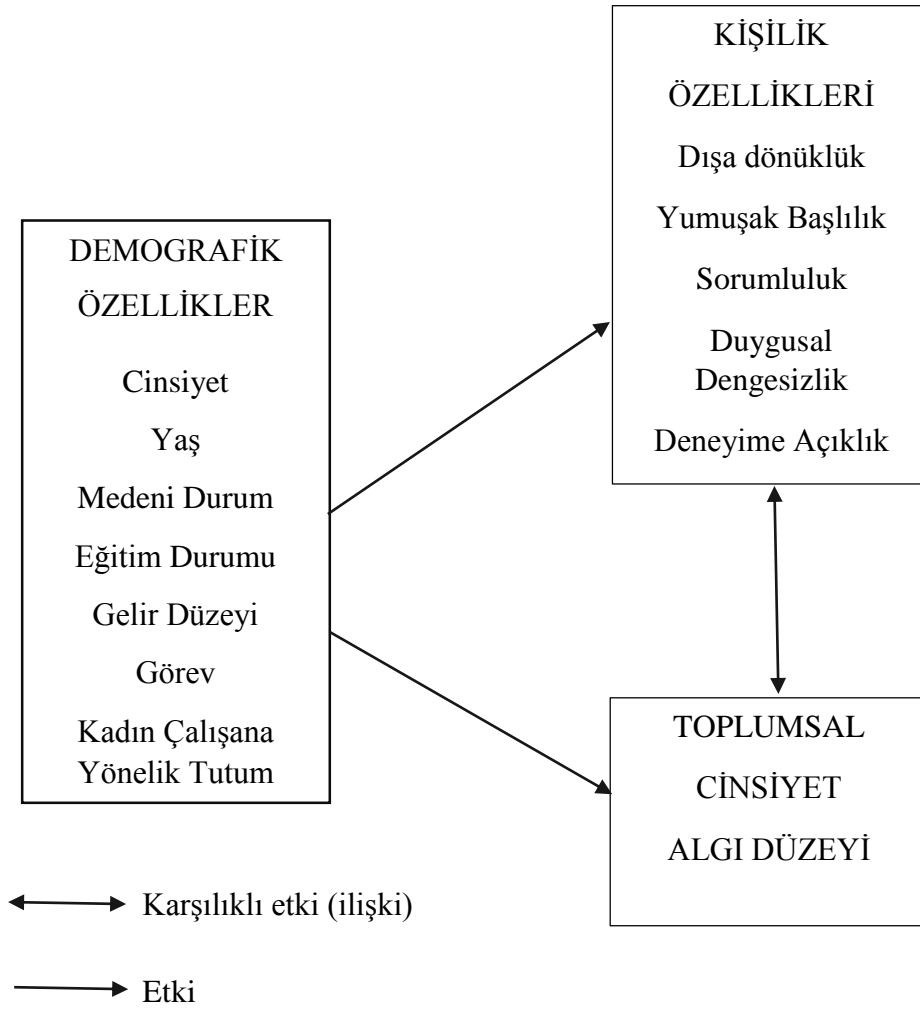 KİŞİLİK
ÖZELLİKLERİ
Dışa dönüklük
Yumuşak Başlılık
Sorumluluk
Duygusal
Dengesizlik
Deneyime Açıklık
DEMOGRAFİK
ÖZELLİKLER
Cinsiyet
Yaş
Medeni Durum
Eğitim Durumu
Gelir Düzeyi
Görev
Kadın Çalışana
Yönelik Tutum
TOPLUMSAL
CİNSİYET
ALGI DÜZEYİ
Karşılıklı etki (ilişki)
Etki